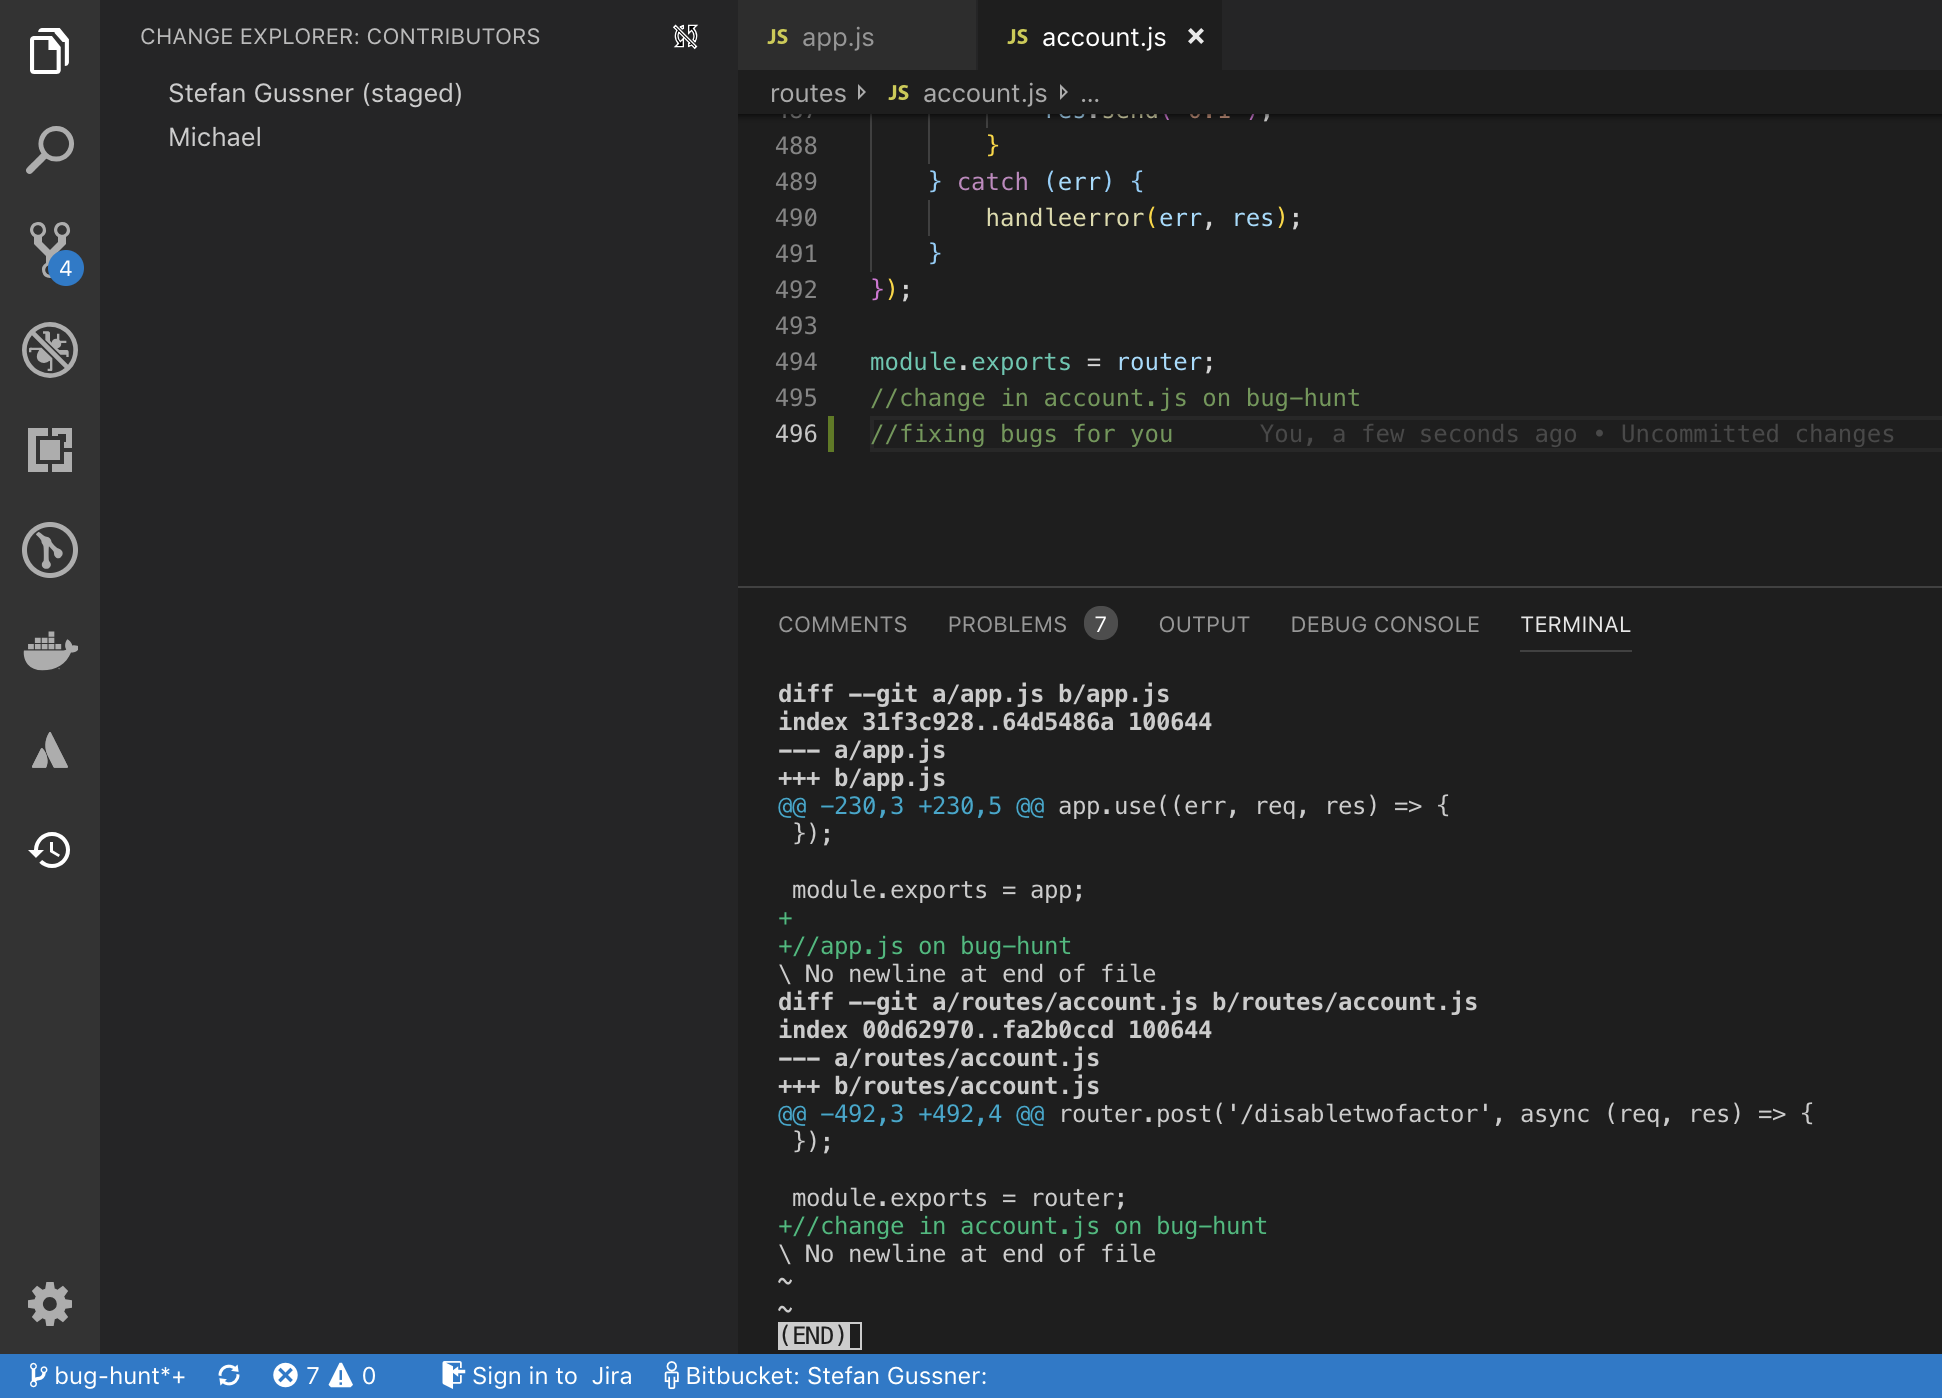 CHANGE EXPLORER: CONTRIBUTORS
Stefan Gussner (staged)
Michael
4
JS app.js
JS account.js ×
routes JS account.js ...
488 }
489 } catch (err) {
490 handleerror(err, res);
491 }
492 });
493
494 module.exports = router;
495 //change in account.js on bug-hunt
496 //fixing bugs for you You, a few seconds ago • Uncommitted changes
COMMENTS PROBLEMS 7 OUTPUT DEBUG CONSOLE TERMINAL
diff --git a/app.js b/app.js
index 31f3c928..64d5486a 100644
--- a/app.js
+++ b/app.js
@@ -230,3 +230,5 @@ app.use((err, req, res) => {
});
module.exports = app;
+
+//app.js on bug-hunt
\ No newline at end of file
diff --git a/routes/account.js b/routes/account.js
index 00d62970..fa2b0ccd 100644
--- a/routes/account.js
+++ b/routes/account.js
@@ -492,3 +492,4 @@ router.post('/disabletwofactor', async (req, res) => {
});
module.exports = router;
+//change in account.js on bug-hunt
\ No newline at end of file
~
~
(END)
bug-hunt*+ 7 0 Sign in to Jira Bitbucket: Stefan Gussner: